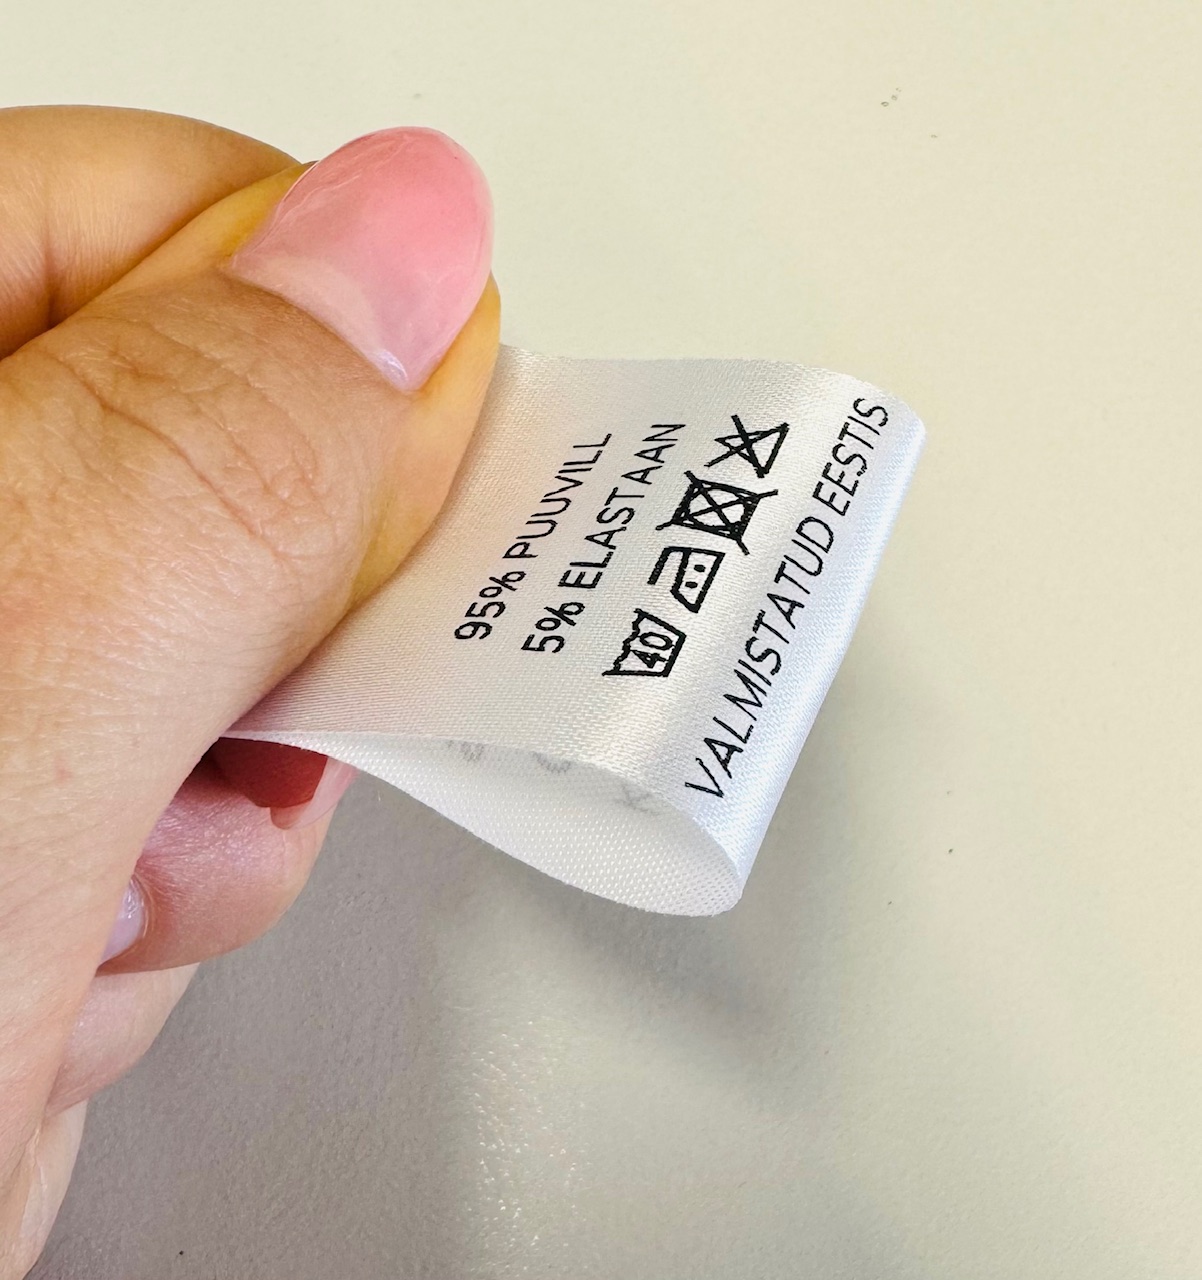 95% PUUVILL
5% ELASTAAN
40
VALMISTATUD EESTIS